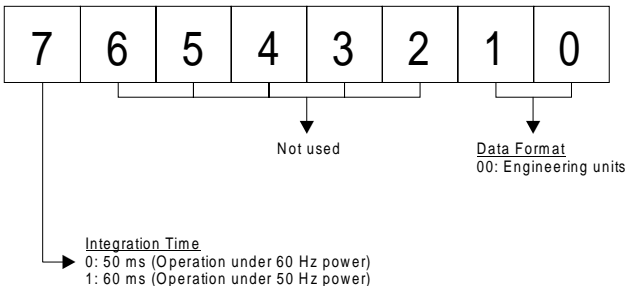 7 6 5 4 3 2 1 0
Not used
Data Format
00: Engineering units
Integration Time
0: 50 ms (Operation under 60 Hz power)
1: 60 ms (Operation under 50 Hz power)